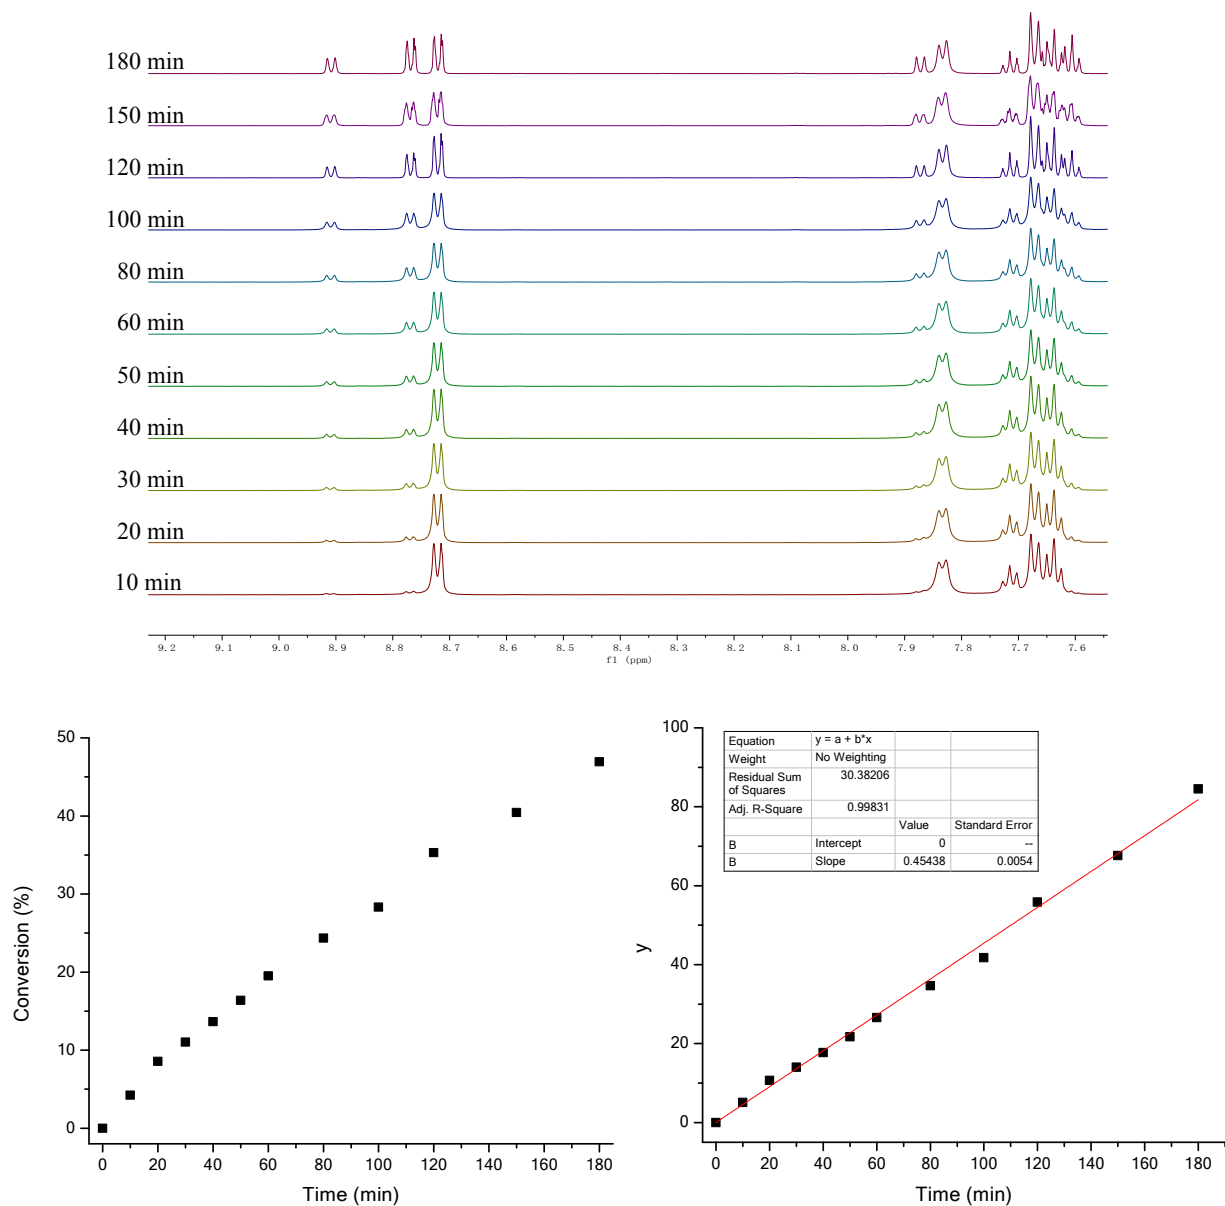 180 min
150 min
120 min
100 min
80 min
60 min
50 min
40 min
30 min
20 min
10 min
9.2 9.1 9.0 8.9 8.8 8.7 8.6 8.5 8.4 8.3 8.2 8.1 8.0 7.9 7.8 7.7 7.6
f1 (ppm)
50
40
30
20
10
0
Conversion (%)
0 20 40 60 80 100 120 140 160 180
Time (min)
100
80
60
40
20
0
y
Equation y = a + b*x
Weight No Weighting
Residual Sum of Squares 30.38206
Adj. R-Square 0.99831
Value Standard Error
B Intercept 0 --
B Slope 0.45438 0.0054
0 20 40 60 80 100 120 140 160 180
Time (min)